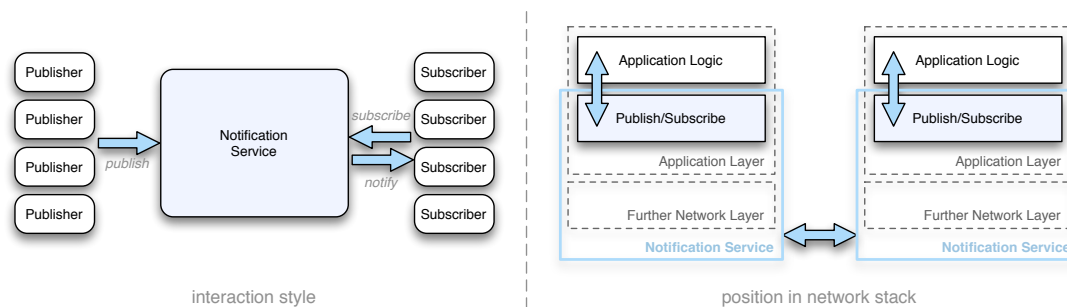 Publisher
Publisher
Publisher
Publisher
publish
Notification
Service
subscribe
notify
Subscriber
Subscriber
Subscriber
Subscriber
interaction style
Application Logic
Publish/Subscribe
Application Layer
Further Network Layer
Notification Service
Application Logic
Publish/Subscribe
Application Layer
Further Network Layer
Notification Service
position in network stack